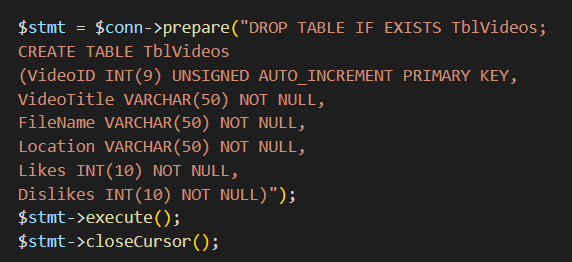 $stmt = $conn->prepare("DROP TABLE IF EXISTS TblVideos;
CREATE TABLE TblVideos
(VideoID INT(9) UNSIGNED AUTO_INCREMENT PRIMARY KEY,
VideoTitle VARCHAR(50) NOT NULL,
FileName VARCHAR(50) NOT NULL,
Location VARCHAR(50) NOT NULL,
Likes INT(10) NOT NULL,
Dislikes INT(10) NOT NULL)");
$stmt->execute();
$stmt->closeCursor();